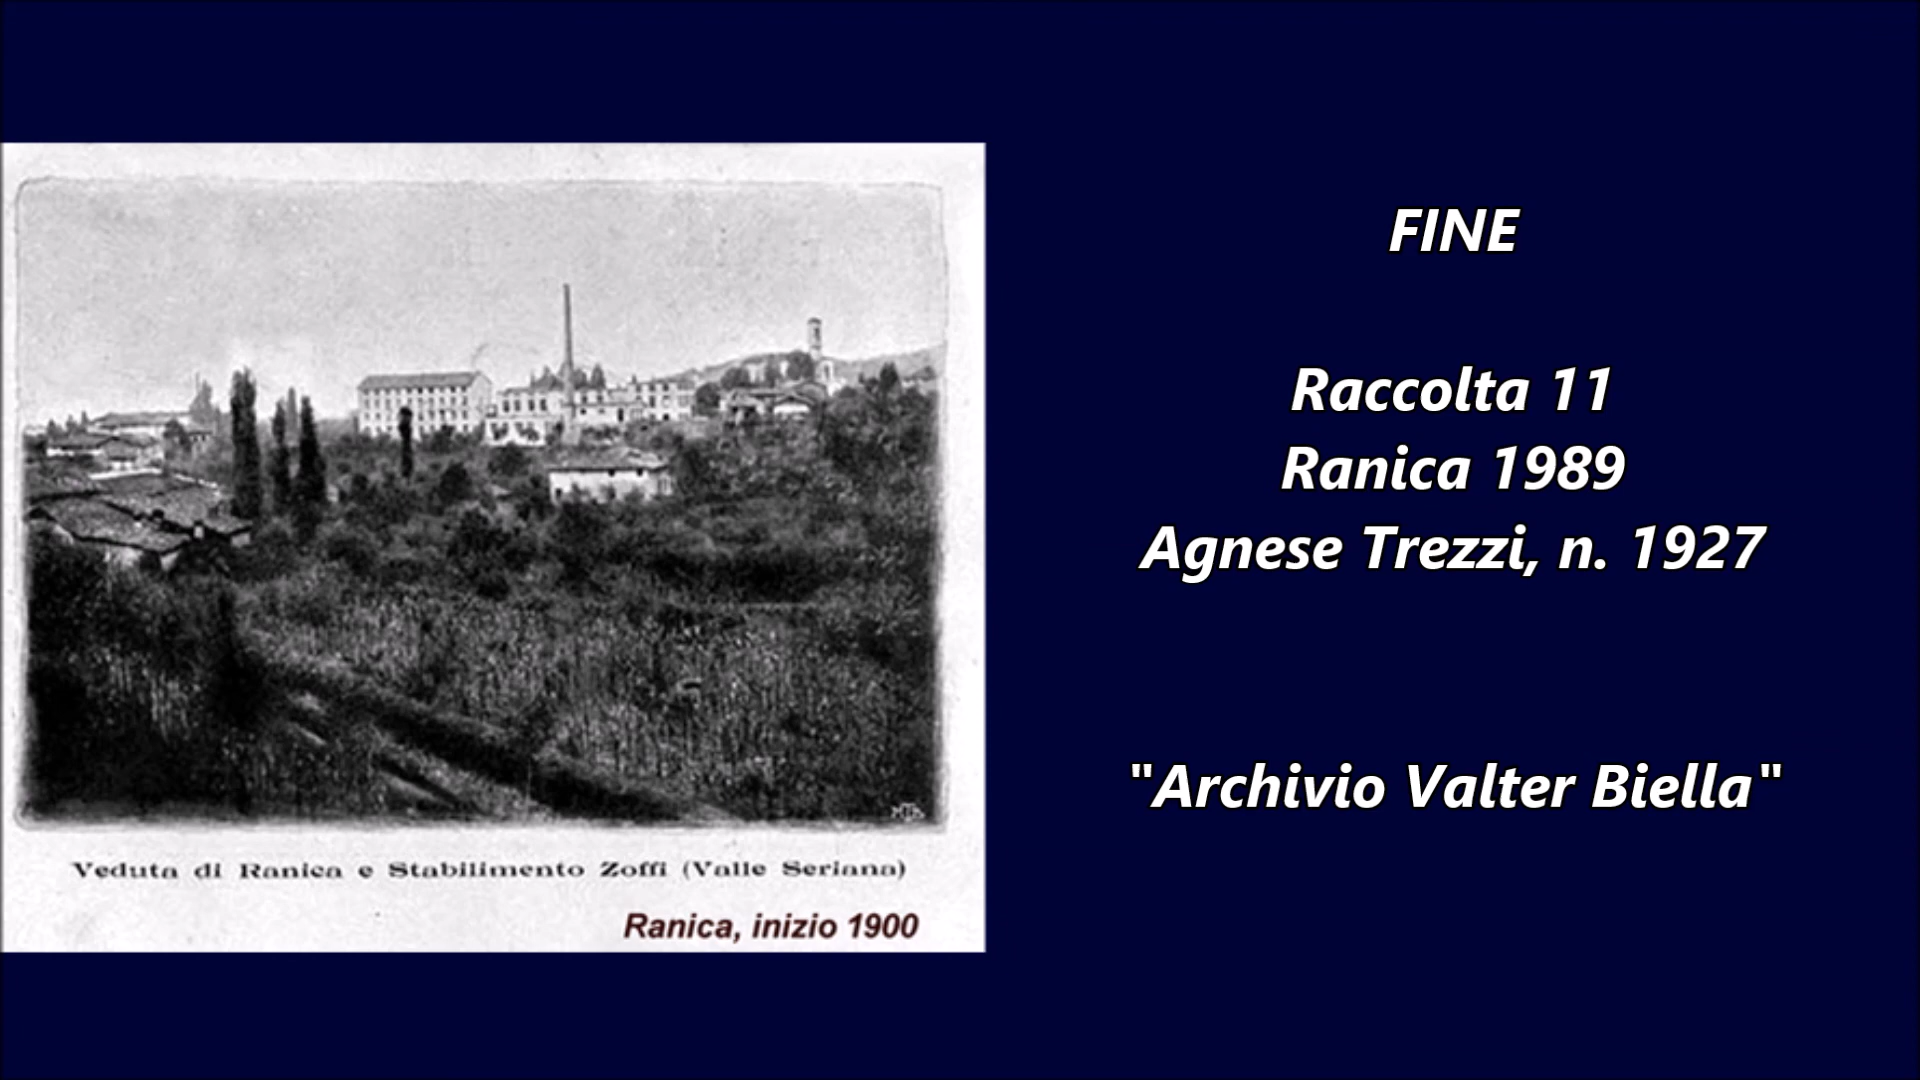 Veduta di Ranica e Stabilimento Zoffi (Valle Seriana)
Ranica, inizio 1900
FINE
Raccolta 11
Ranica 1989
Agnese Trezzi, n. 1927
"Archivio Valter Biella"